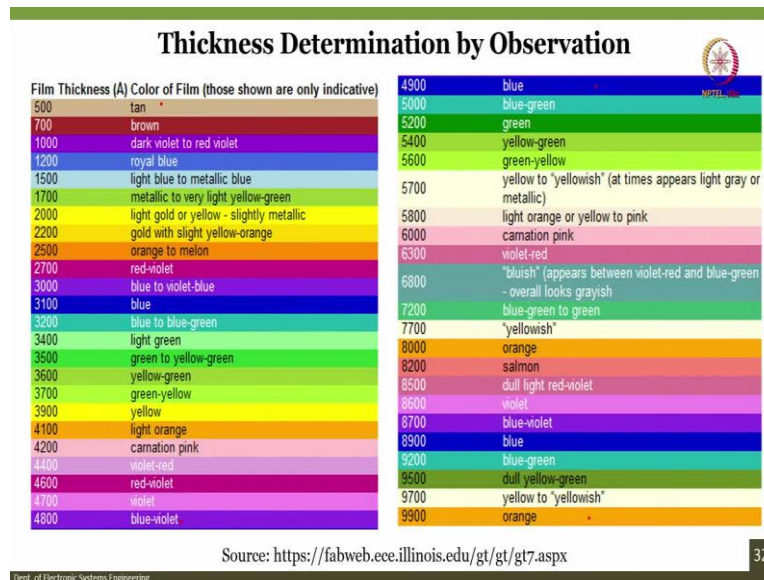 Thickness Determination by Observation
Film Thickness (Å) Color of Film (those shown are only indicative)
500 tan
700 brown
1000 dark violet to red violet
1200 royal blue
1500 light blue to metallic blue
1700 metallic to very light yellow-green
2000 light gold or yellow - slightly metallic
2200 gold with slight yellow-orange
2500 orange to melon
2700 red-violet
3000 blue to violet-blue
3100 blue
3200 blue to blue-green
3400 light green
3500 green to yellow-green
3600 yellow-green
3700 green-yellow
3900 yellow
4100 light orange
4200 carnation pink
4400 violet-red
4600 red-violet
4700 violet
4800 blue-violet
4900 blue
5000 blue-green
5200 green
5400 yellow-green
5600 green-yellow
5700 yellow to "yellowish" (at times appears light gray or
metallic)
5800 light orange or yellow to pink
6000 carnation pink
6300 violet-red
6800 "bluish" (appears between violet-red and blue-green
- overall looks grayish
7200 blue-green to green
7700 "yellowish"
8000 orange
8200 salmon
8500 dull light red-violet
8600 violet
8700 blue-violet
8900 blue
9200 blue-green
9500 dull yellow-green
9700 yellow to "yellowish"
9900 orange
NPTEL
Source: https://fabweb.ece.illinois.edu/gt/gt/gt7.aspx
32
Dept. of Electronic Systems Engineering